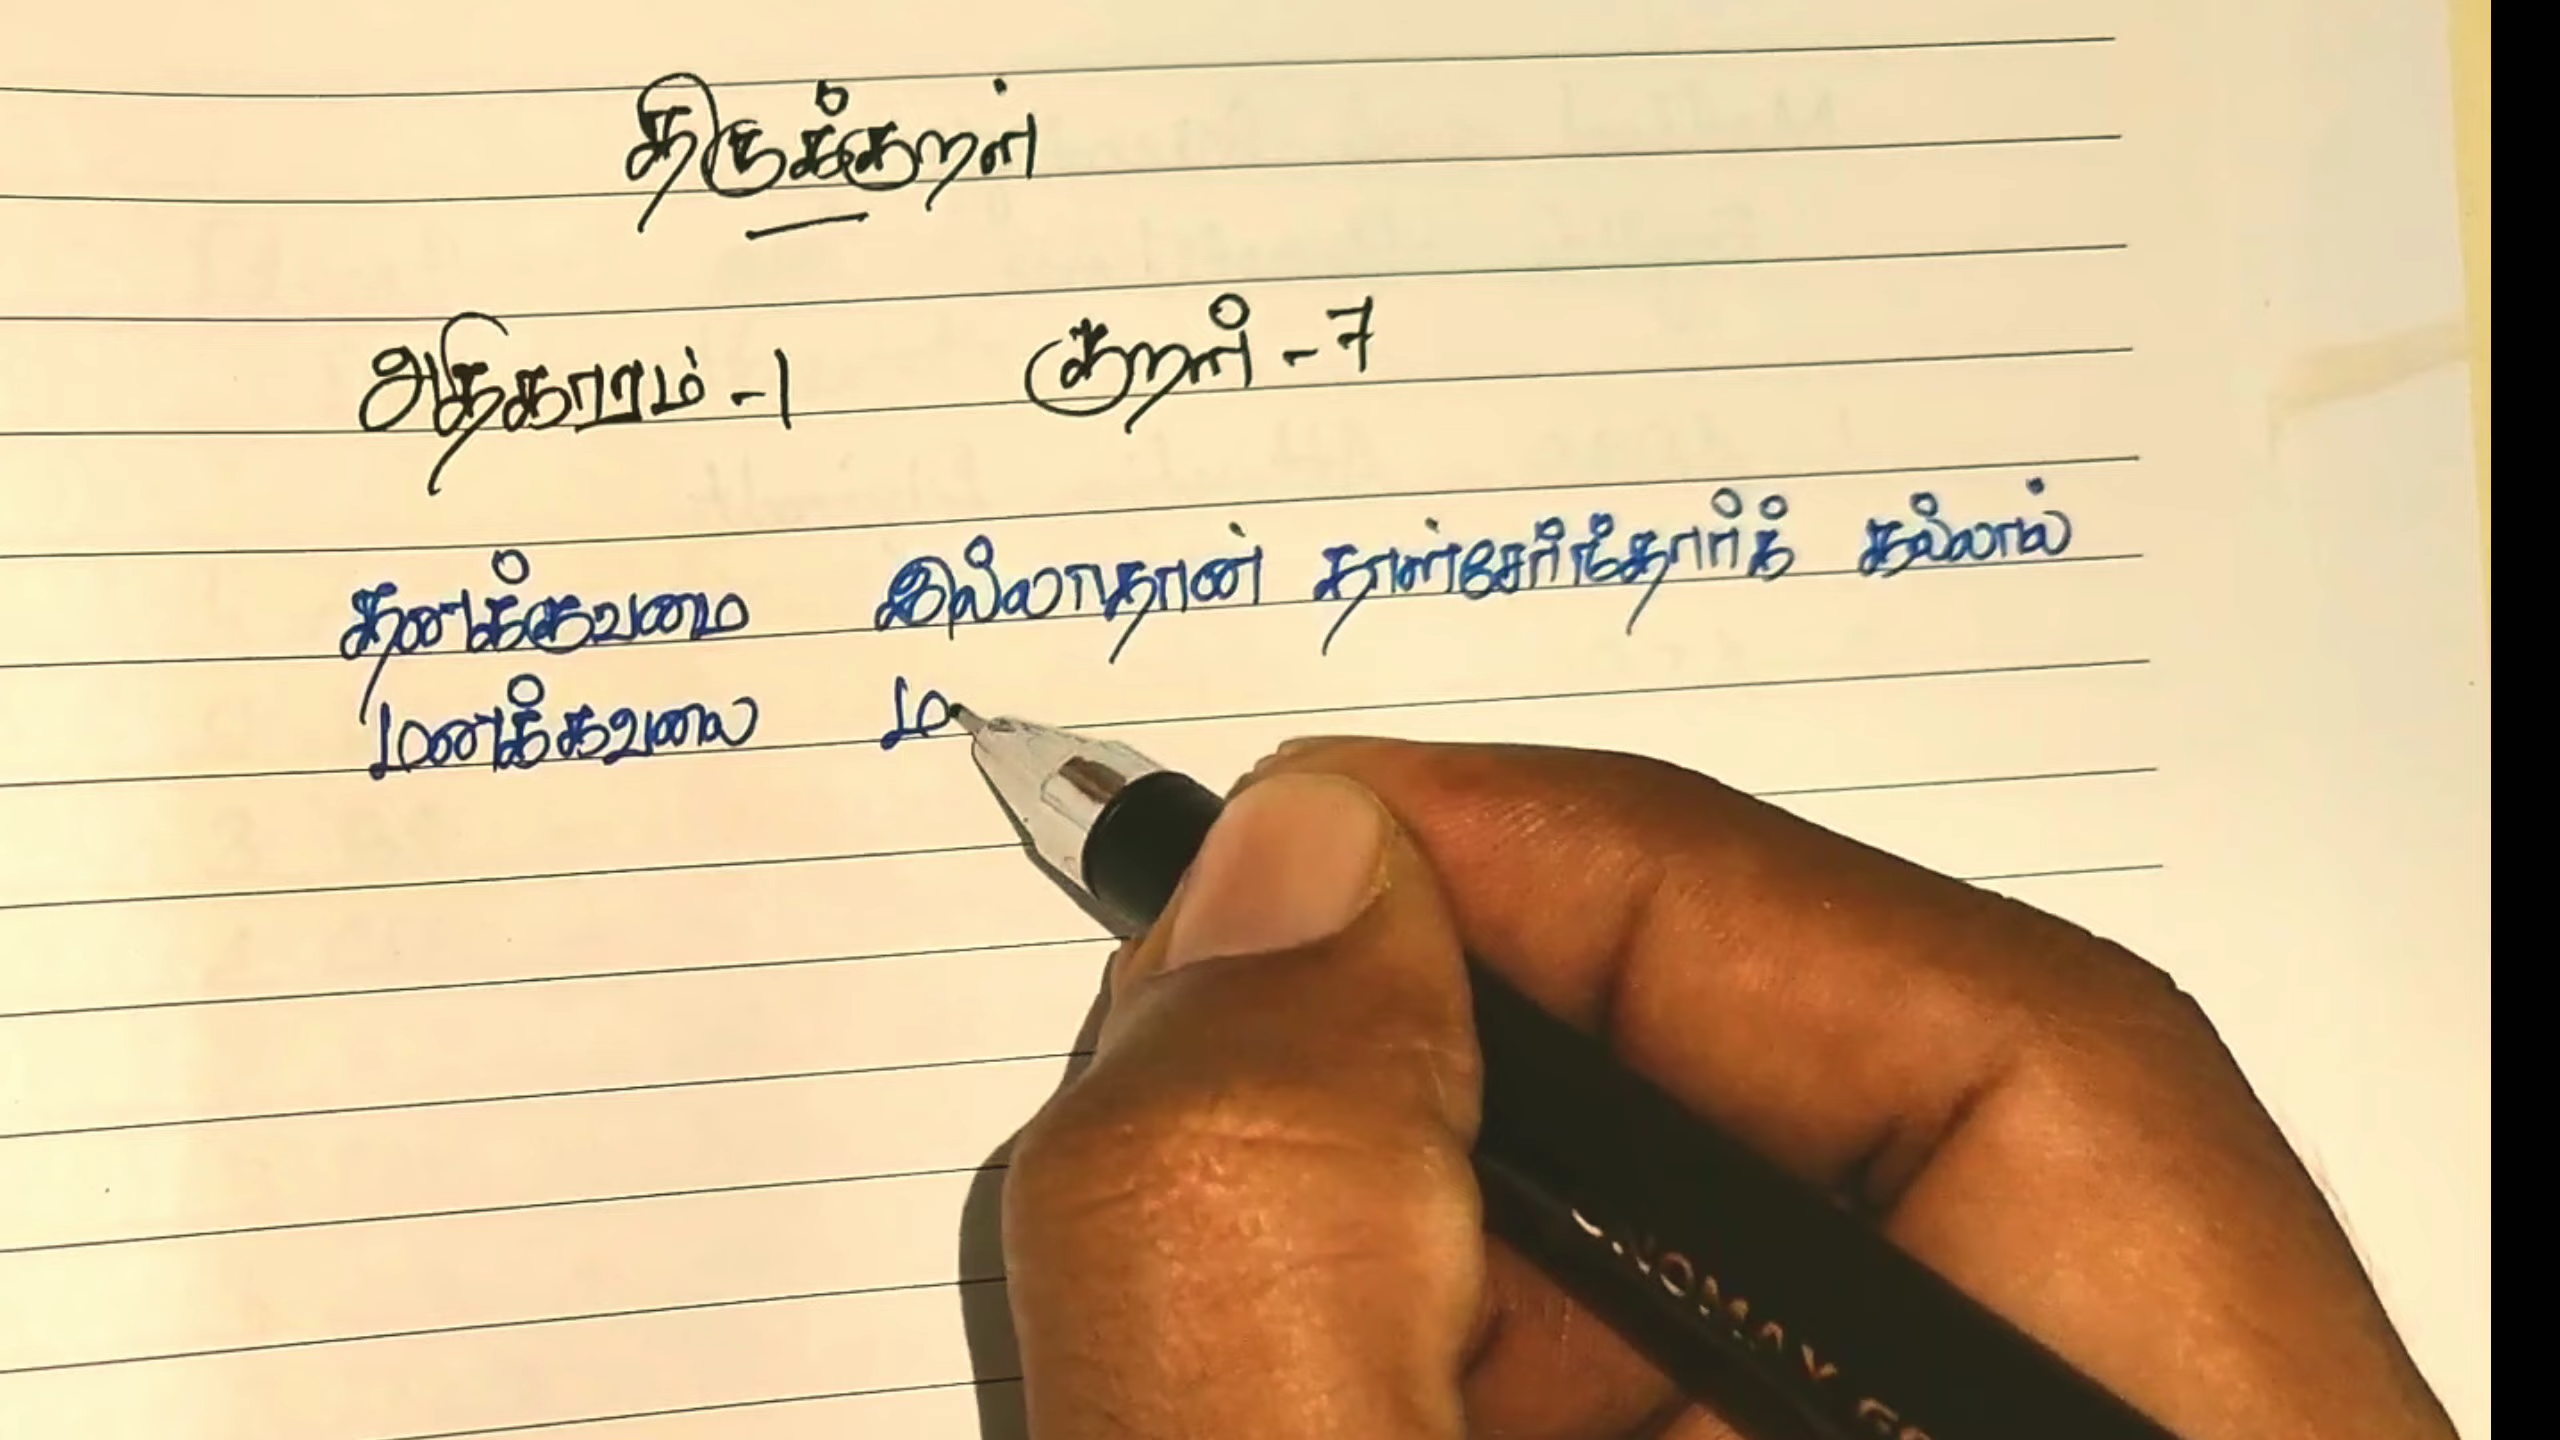 திருக்குறள்
அதிகாரம் -1 குறள் -7
தனக்குவமை இல்லாதான் தாள்சேர்ந்தார்க் கல்லால்
மனக்கவலை ம